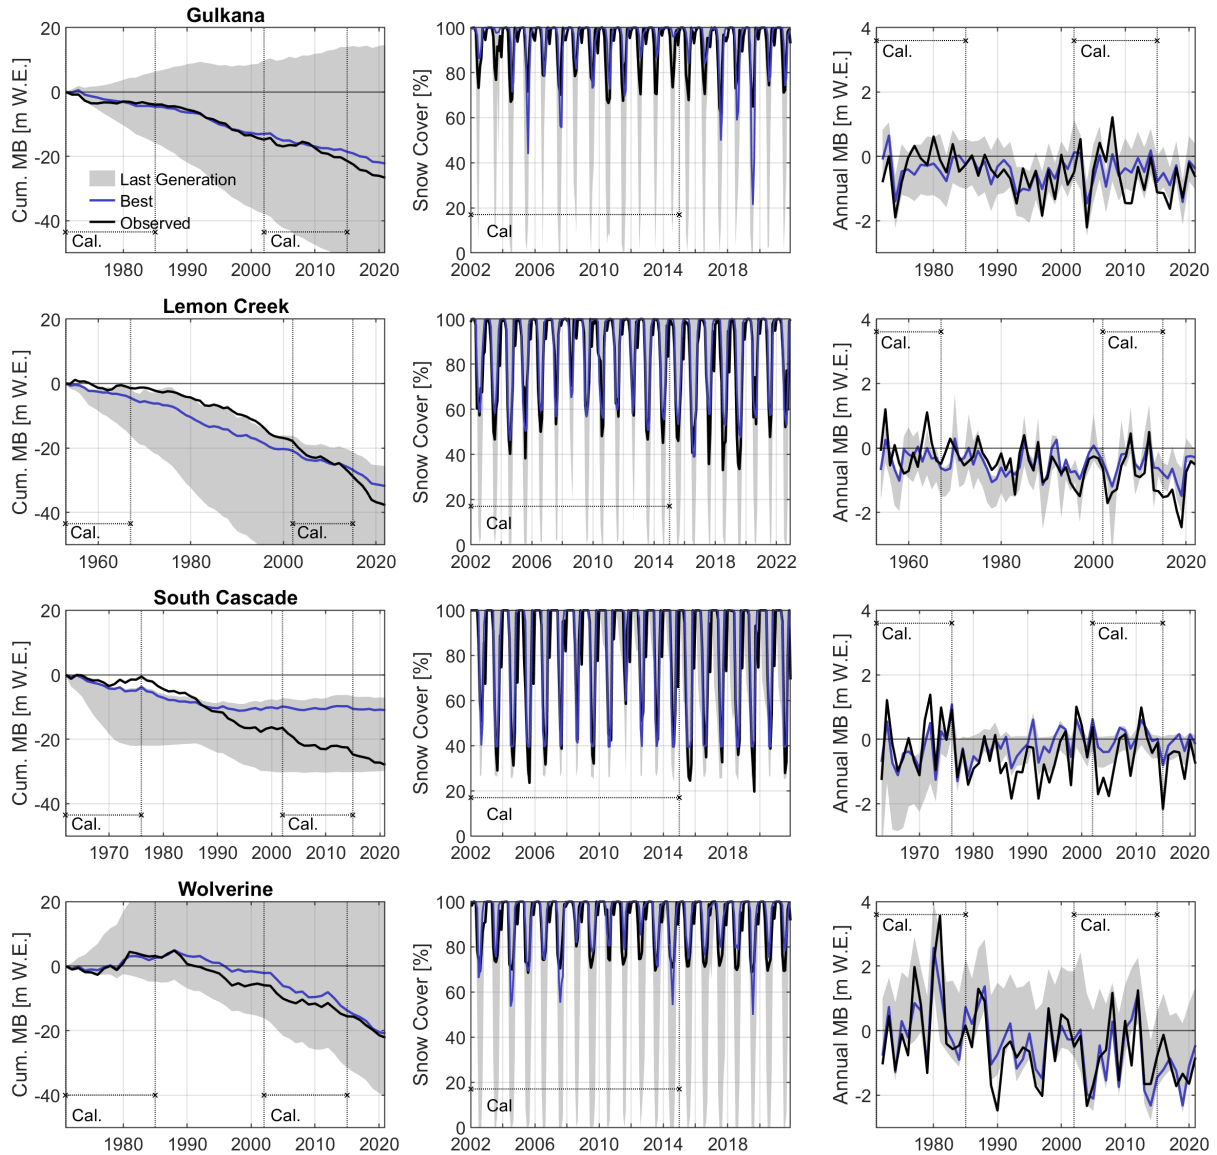 Gulkana
20
0
-20
-40
Cum. MB [m W.E.]
Last Generation
Best
Observed
Cal.
Cal.
1980 1990 2000 2010 2020
100
80
60
40
20
0
Snow Cover [%]
Cal
2002 2006 2010 2014 2018
4
2
0
-2
Annual MB [m W.E.]
Cal.
Cal.
1980 1990 2000 2010 2020
Lemon Creek
20
0
-20
-40
Cum. MB [m W.E.]
Cal.
Cal.
1960 1980 2000 2020
100
80
60
40
20
0
Snow Cover [%]
Cal
2002 2006 2010 2014 2018 2022
4
2
0
-2
Annual MB [m W.E.]
Cal.
Cal.
1960 1980 2000 2020
South Cascade
20
0
-20
-40
Cum. MB [m W.E.]
Cal.
Cal.
1970 1980 1990 2000 2010 2020
100
80
60
40
20
0
Snow Cover [%]
Cal
2002 2006 2010 2014 2018
4
2
0
-2
Annual MB [m W.E.]
Cal.
Cal.
1970 1980 1990 2000 2010 2020
Wolverine
20
0
-20
-40
Cum. MB [m W.E.]
Cal.
Cal.
1980 1990 2000 2010 2020
100
80
60
40
20
0
Snow Cover [%]
Cal
2002 2006 2010 2014 2018
4
2
0
-2
Annual MB [m W.E.]
Cal.
Cal.
1980 1990 2000 2010 2020